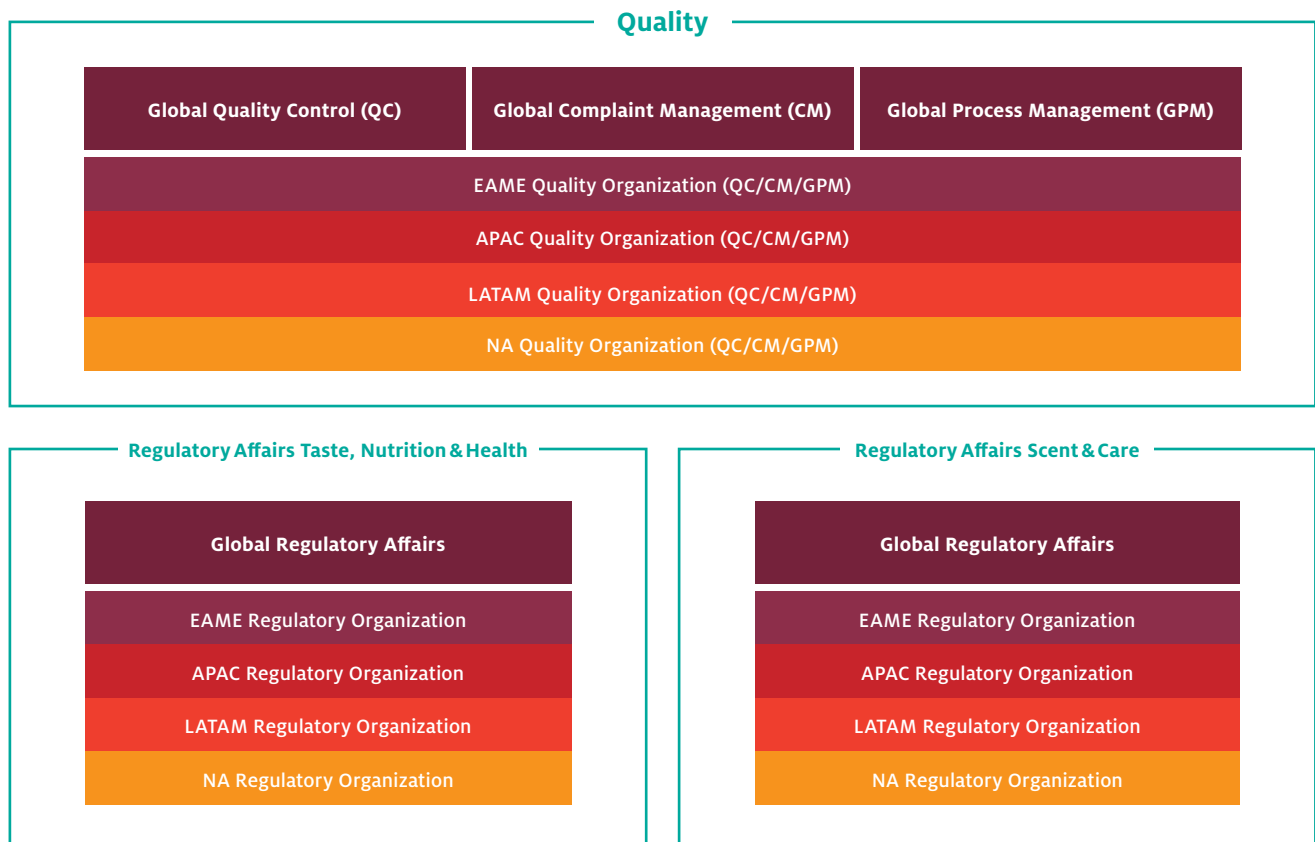 Quality
Global Quality Control (QC)
Global Complaint Management (CM)
Global Process Management (GPM)
EAME Quality Organization (QC/CM/GPM)
APAC Quality Organization (QC/CM/GPM)
LATAM Quality Organization (QC/CM/GPM)
NA Quality Organization (QC/CM/GPM)
Regulatory Affairs Taste, Nutrition & Health
Global Regulatory Affairs
EAME Regulatory Organization
APAC Regulatory Organization
LATAM Regulatory Organization
NA Regulatory Organization
Regulatory Affairs Scent & Care
Global Regulatory Affairs
EAME Regulatory Organization
APAC Regulatory Organization
LATAM Regulatory Organization
NA Regulatory Organization